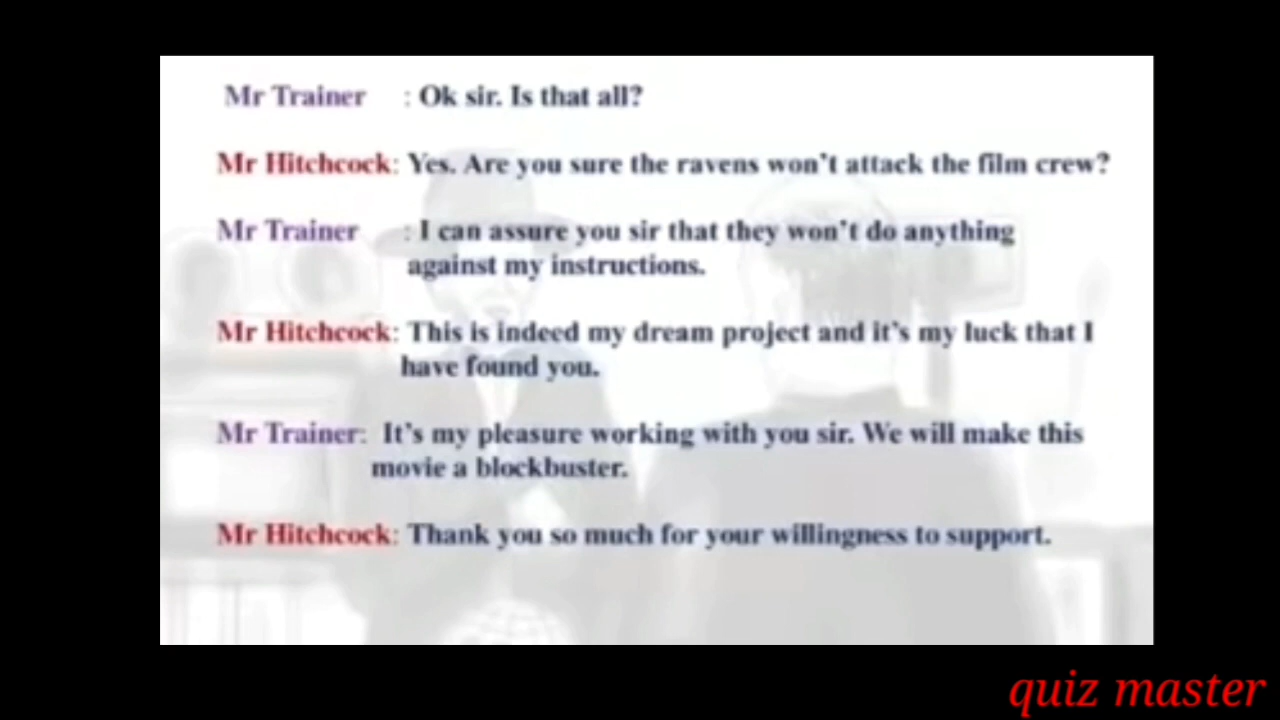 Mr Trainer : Ok sir. Is that all?
Mr Hitchcock: Yes. Are you sure the ravens won't attack the film crew?
Mr Trainer : I can assure you sir that they won't do anything
against my instructions.
Mr Hitchcock: This is indeed my dream project and it's my luck that I
have found you.
Mr Trainer: It's my pleasure working with you sir. We will make this
movie a blockbuster.
Mr Hitchcock: Thank you so much for your willingness to support.
quiz master